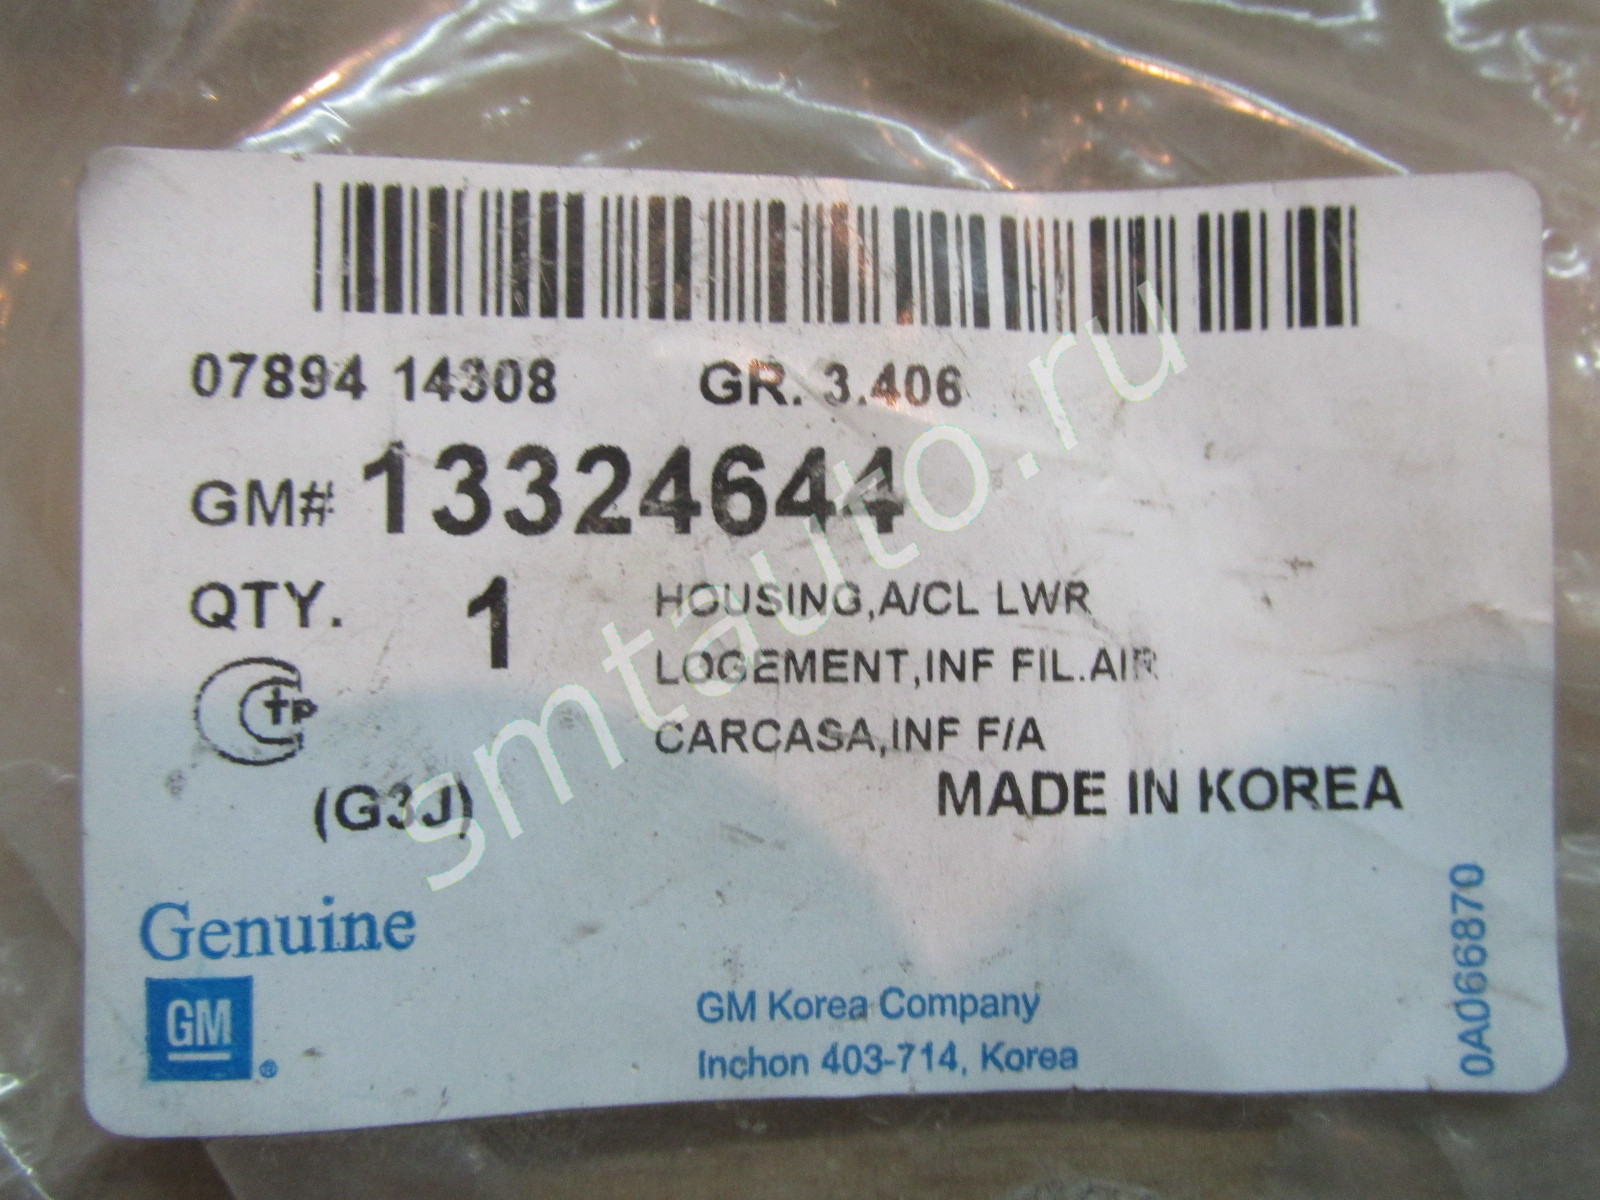 07894 14308 GR. 3.406
GM# 13324644
QTY. 1 HOUSING,A/CL LWR
LOGEMENT,INF FIL.AIR
CARCASA,INF F/A
(G3J) MADE IN KOREA
Genuine
GM ®
GM Korea Company
Inchon 403-714, Korea
0A066870
smtauto.ru